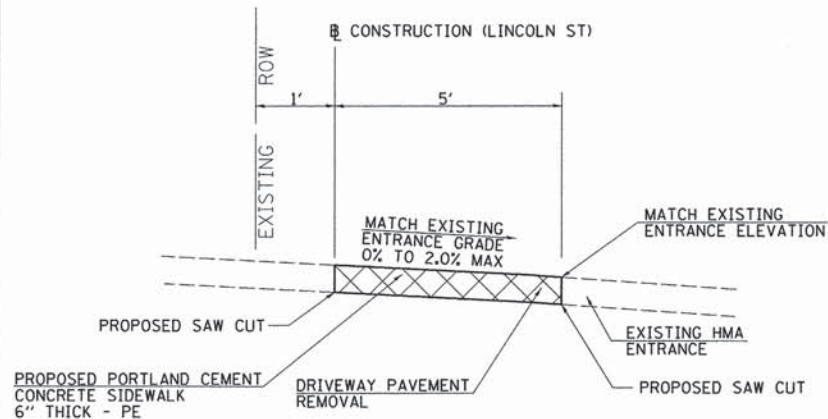 ℄ CONSTRUCTION (LINCOLN ST)
EXISTING ROW
1'
5'
MATCH EXISTING
ENTRANCE GRADE
0% TO 2.0% MAX
MATCH EXISTING
ENTRANCE ELEVATION
PROPOSED SAW CUT
EXISTING HMA
ENTRANCE
PROPOSED PORTLAND CEMENT
CONCRETE SIDEWALK
6" THICK - PE
DRIVEWAY PAVEMENT
REMOVAL
PROPOSED SAW CUT